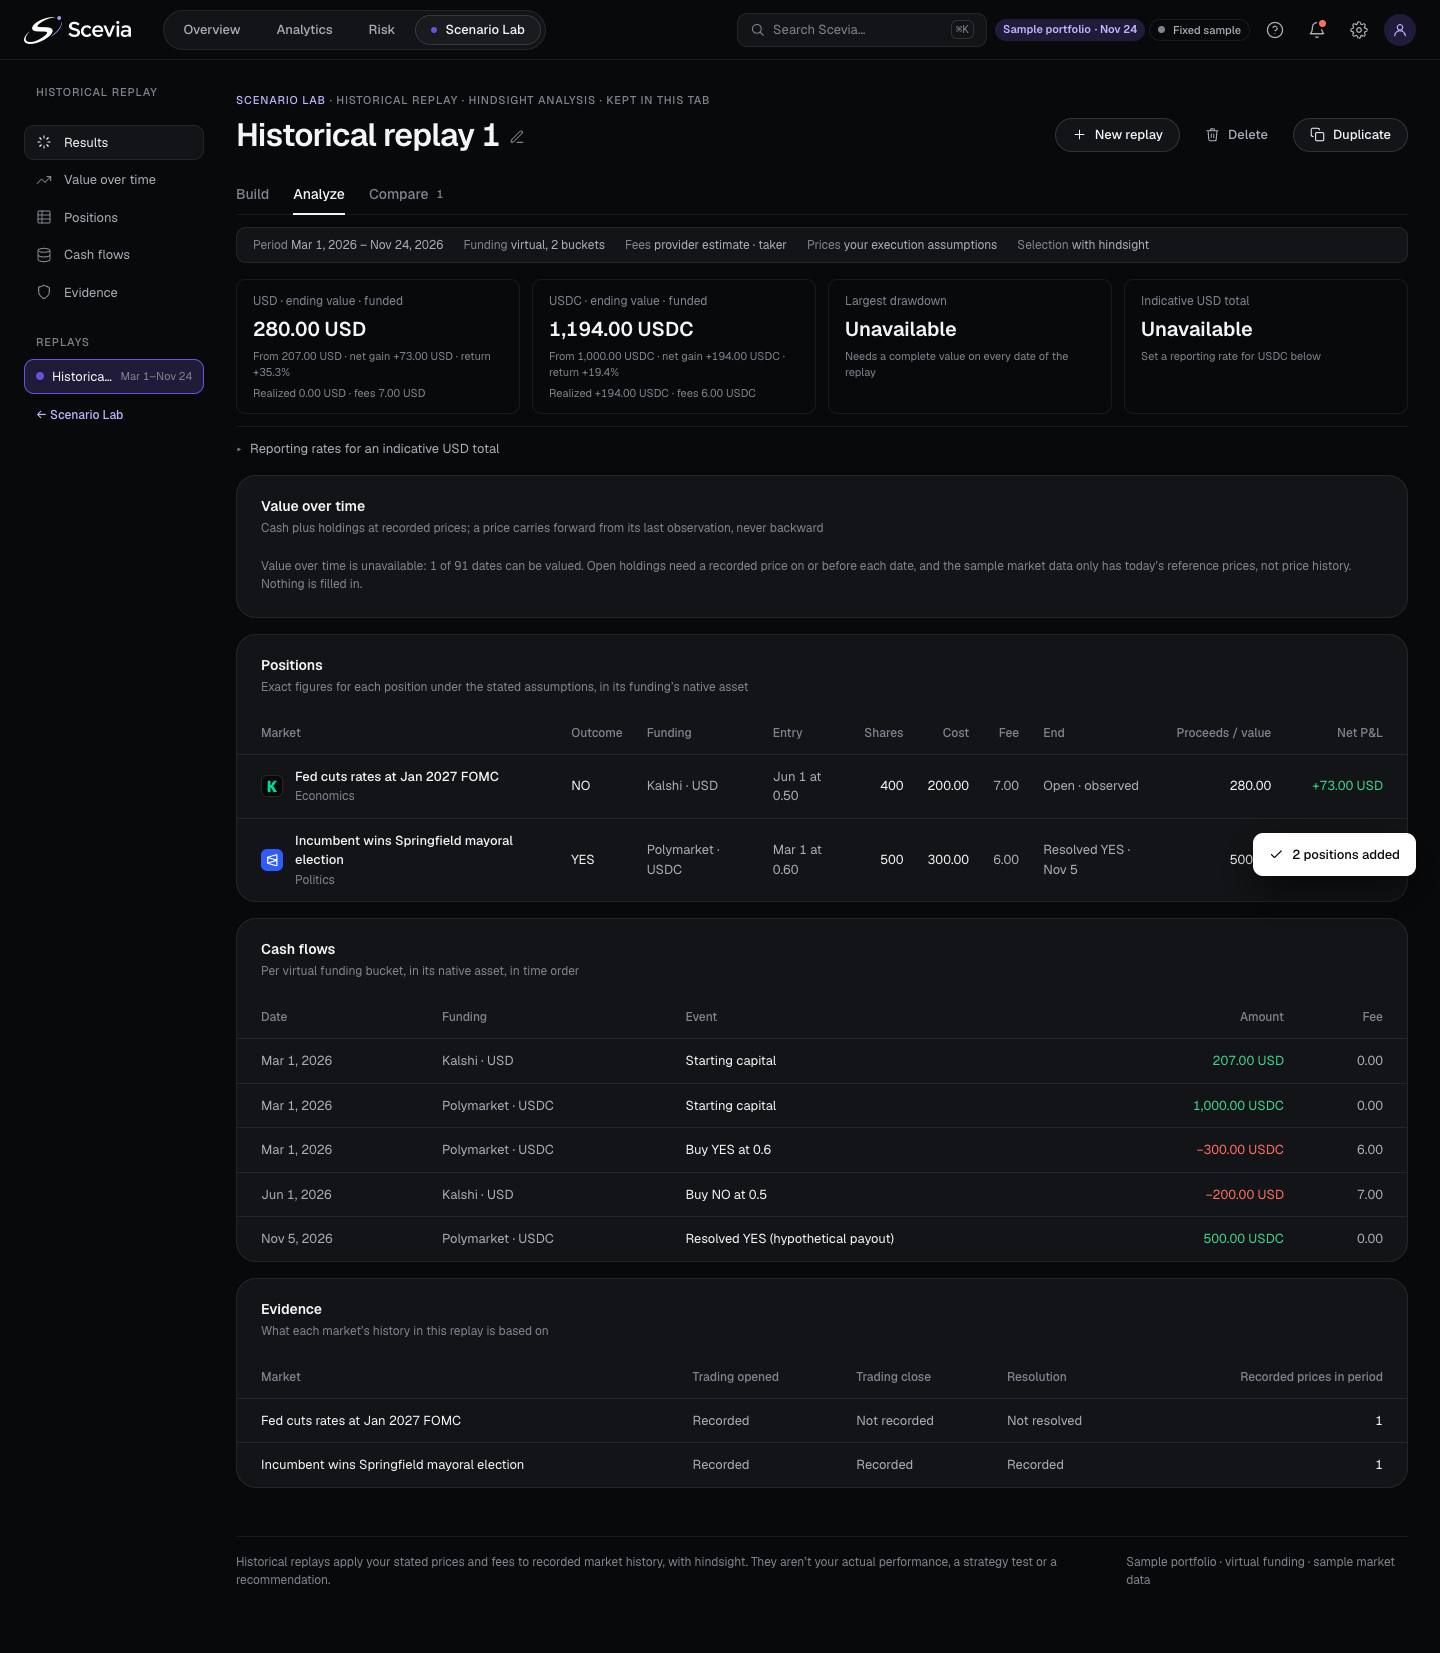 Scevia
Overview Analytics Risk Scenario Lab
Search Scevia… ⌘K
Sample portfolio · Nov 24
Fixed sample
HISTORICAL REPLAY
Results
Value over time
Positions
Cash flows
Evidence
REPLAYS
Historica… Mar 1–Nov 24
← Scenario Lab
SCENARIO LAB · HISTORICAL REPLAY · HINDSIGHT ANALYSIS · KEPT IN THIS TAB
Historical replay 1
New replay
Delete
Duplicate
Build Analyze Compare 1
Period Mar 1, 2026 – Nov 24, 2026 Funding virtual, 2 buckets Fees provider estimate · taker Prices your execution assumptions Selection with hindsight
USD · ending value · funded
280.00 USD
From 207.00 USD · net gain +73.00 USD · return
+35.3%
Realized 0.00 USD · fees 7.00 USD
USDC · ending value · funded
1,194.00 USDC
From 1,000.00 USDC · net gain +194.00 USDC ·
return +19.4%
Realized +194.00 USDC · fees 6.00 USDC
Largest drawdown
Unavailable
Needs a complete value on every date of the
replay
Indicative USD total
Unavailable
Set a reporting rate for USDC below
Reporting rates for an indicative USD total
Value over time
Cash plus holdings at recorded prices; a price carries forward from its last observation, never backward
Value over time is unavailable: 1 of 91 dates can be valued. Open holdings need a recorded price on or before each date, and the sample market data only has today's reference prices, not price history.
Nothing is filled in.
Positions
Exact figures for each position under the stated assumptions, in its funding's native asset
Market Outcome Funding Entry Shares Cost Fee End Proceeds / value Net P&L
K
Fed cuts rates at Jan 2027 FOMC
Economics
NO
Kalshi · USD
Jun 1 at
0.50
400 200.00 7.00 Open · observed 280.00 +73.00 USD
Incumbent wins Springfield mayoral
election
Politics
YES
Polymarket ·
USDC
Mar 1 at
0.60
500 300.00 6.00
Resolved YES ·
Nov 5
500
2 positions added
Cash flows
Per virtual funding bucket, in its native asset, in time order
Date Funding Event Amount Fee
Mar 1, 2026 Kalshi · USD Starting capital 207.00 USD 0.00
Mar 1, 2026 Polymarket · USDC Starting capital 1,000.00 USDC 0.00
Mar 1, 2026 Polymarket · USDC Buy YES at 0.6 −300.00 USDC 6.00
Jun 1, 2026 Kalshi · USD Buy NO at 0.5 −200.00 USD 7.00
Nov 5, 2026 Polymarket · USDC Resolved YES (hypothetical payout) 500.00 USDC 0.00
Evidence
What each market's history in this replay is based on
Market Trading opened Trading close Resolution Recorded prices in period
Fed cuts rates at Jan 2027 FOMC Recorded Not recorded Not resolved 1
Incumbent wins Springfield mayoral election Recorded Recorded Recorded 1
Historical replays apply your stated prices and fees to recorded market history, with hindsight. They aren't your actual performance, a strategy test or a
recommendation.
Sample portfolio · virtual funding · sample market
data